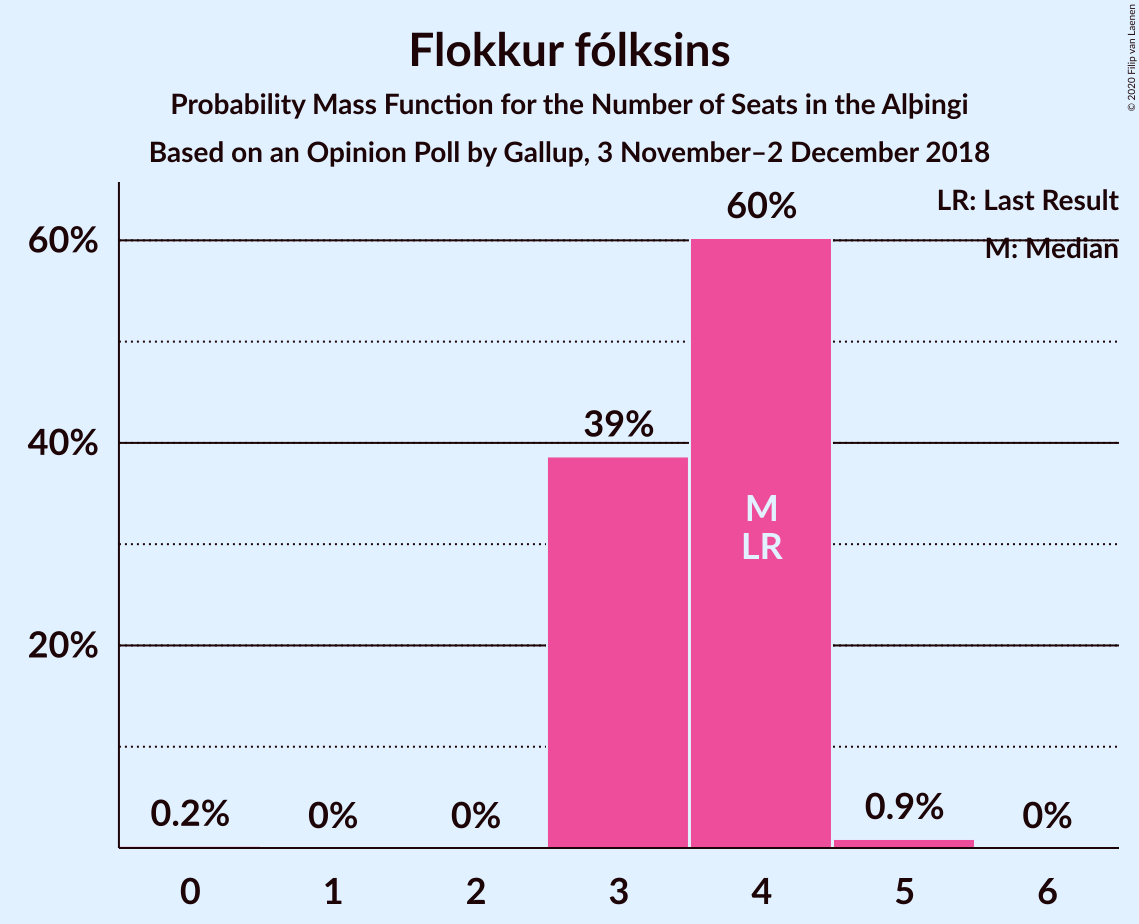 Flokkur fólksins
Probability Mass Function for the Number of Seats in the Alþingi
Based on an Opinion Poll by Gallup, 3 November–2 December 2018
© 2020 Filip van Laenen
LR: Last Result
M: Median
60%
40%
20%
0.2%
0%
0%
39%
60%
0.9%
0%
M
LR
0 1 2 3 4 5 6